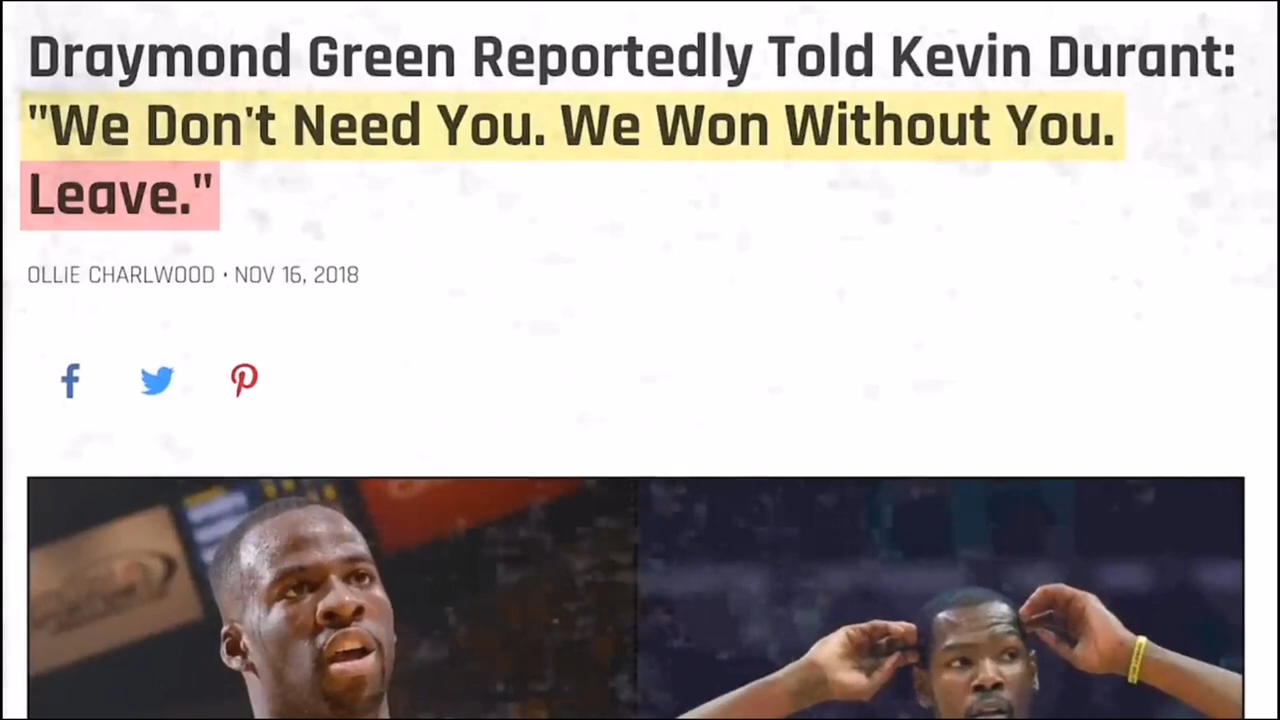 Draymond Green Reportedly Told Kevin Durant:
"We Don't Need You. We Won Without You.
Leave."
OLLIE CHARLWOOD • NOV 16, 2018